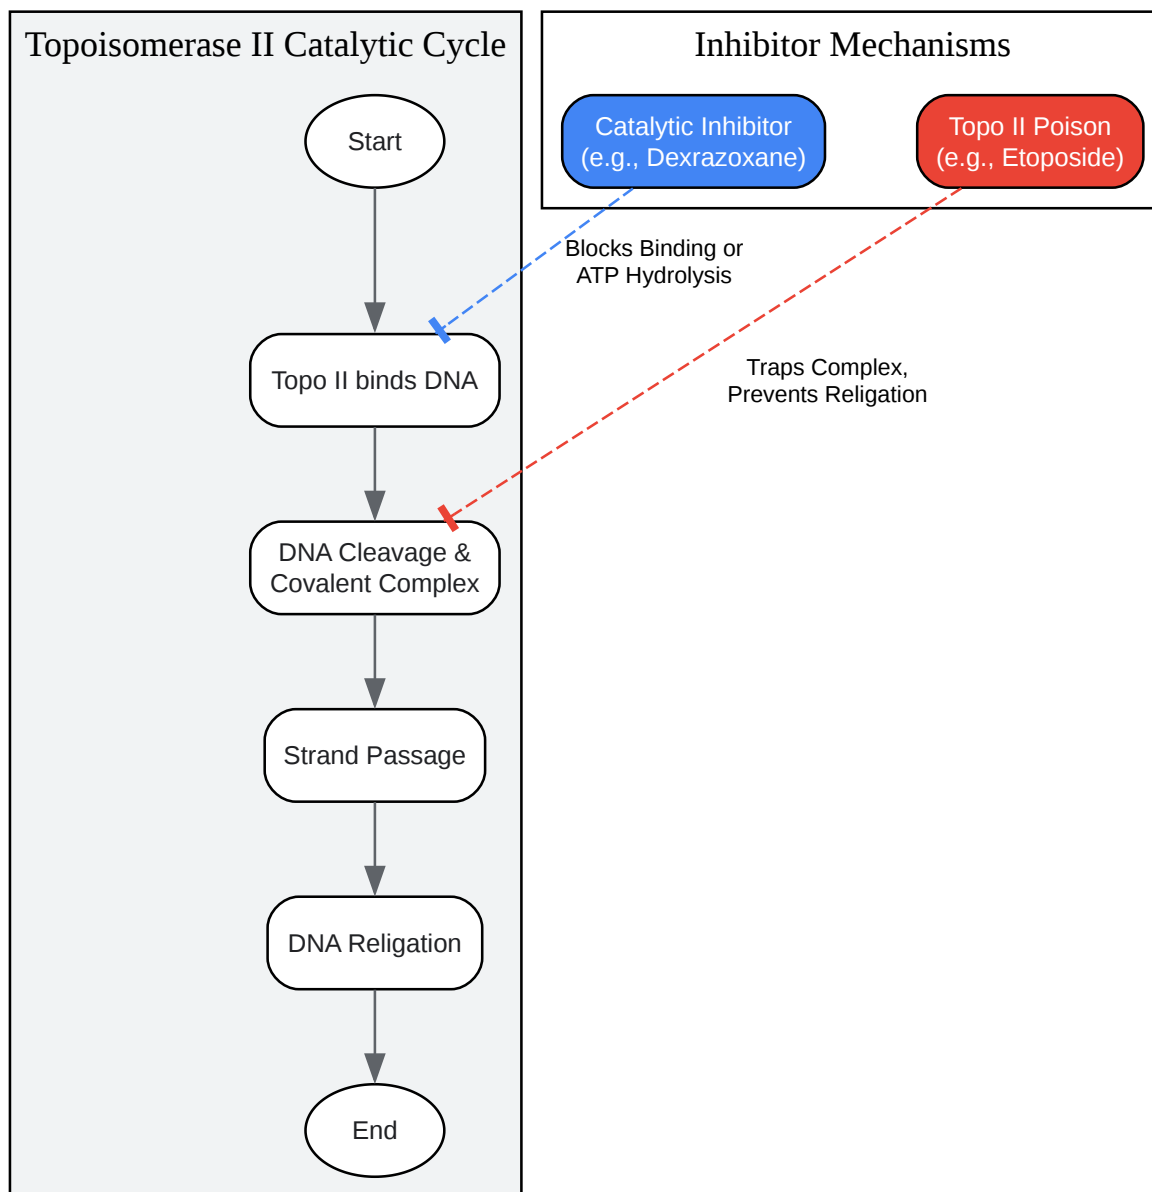 Topoisomerase II Catalytic Cycle
Start
Topo II binds DNA
DNA Cleavage &
Covalent Complex
Strand Passage
DNA Religation
End
Inhibitor Mechanisms
Catalytic Inhibitor
(e.g., Dexrazoxane)
Topo II Poison
(e.g., Etoposide)
Blocks Binding or
ATP Hydrolysis
Traps Complex,
Prevents Religation